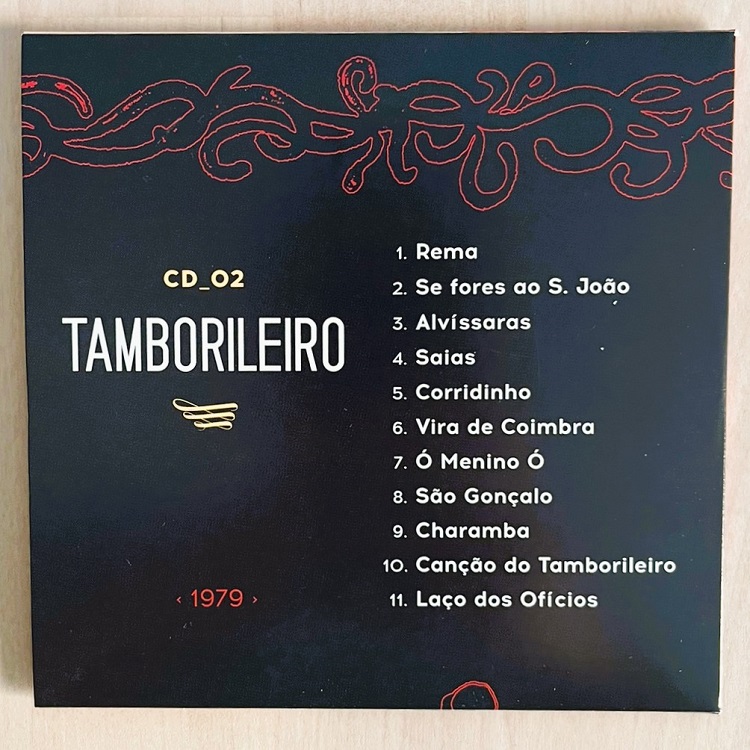 CD_02
TAMBORILEIRO
‹ 1979 ›
1. Rema
2. Se fores ao S. João
3. Alvíssaras
4. Saias
5. Corridinho
6. Vira de Coimbra
7. Ó Menino Ó
8. São Gonçalo
9. Charamba
10. Canção do Tamborileiro
11. Laço dos Ofícios